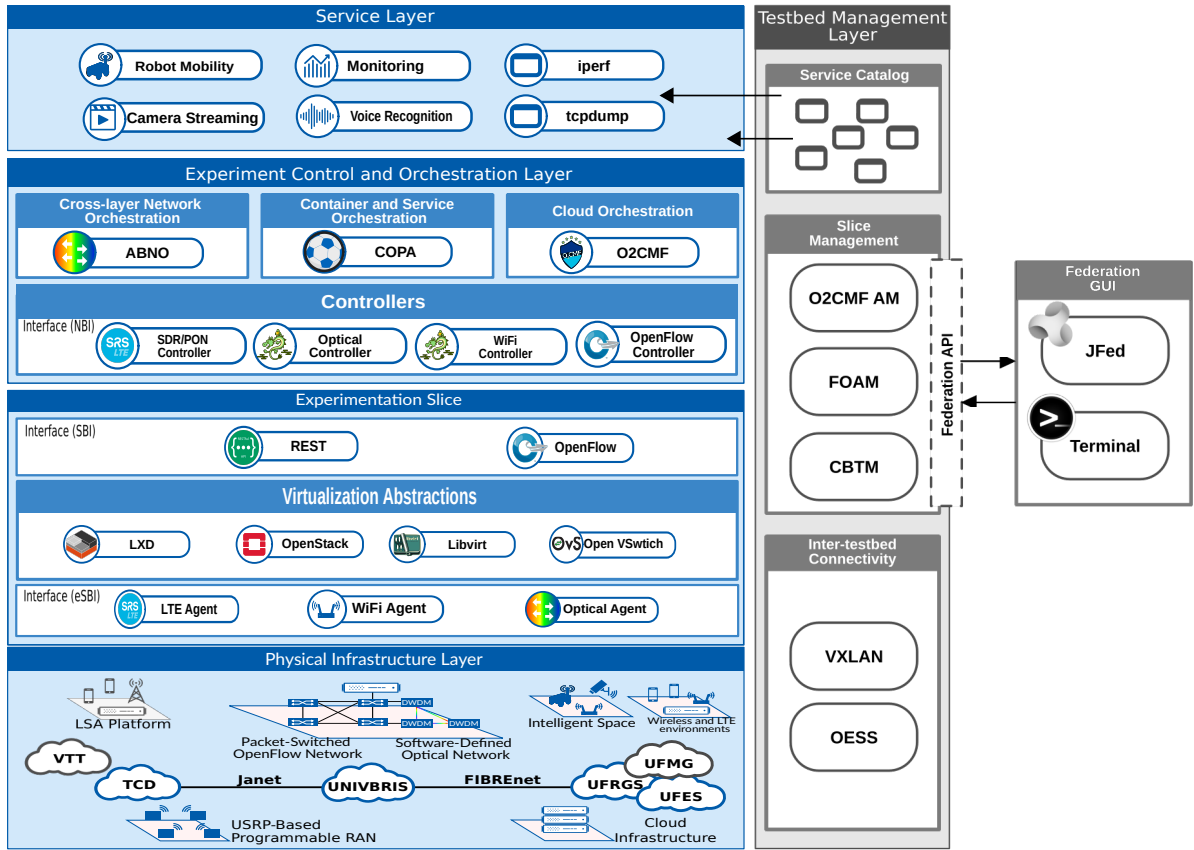 Service Layer
Robot Mobility
Monitoring
iperf
Camera Streaming
Voice Recognition
tcpdump
Experiment Control and Orchestration Layer
Cross-layer Network
Orchestration
ABNO
Container and Service
Orchestration
COPA
Cloud Orchestration
O2CMF
O2CMF
Controllers
Interface (NBI)
SRS
LTE
SDR/PON
Controller
Optical
Controller
WiFi
Controller
OpenFlow
Controller
Experimentation Slice
Interface (SBI)
REST
OpenFlow
Virtualization Abstractions
LXD
OpenStack
Libvirt
OvS
Open VSwtich
Interface (eSBI)
SRS
LTE
LTE Agent
WiFi Agent
Optical Agent
Physical Infrastructure Layer
LSA Platform
DWDM
DWDM
DWDM
Packet-Switched
OpenFlow Network
Software-Defined
Optical Network
Intelligent Space
Wireless and LTE
environments
VTT
TCD
Janet
UNIVBRIS
FIBREnet
UFRGS
UFMG
UFES
USRP-Based
Programmable RAN
Cloud
Infrastructure
Testbed Management
Layer
Service Catalog
Slice
Management
O2CMF AM
FOAM
CBTM
Federation API
Inter-testbed
Connectivity
VXLAN
OESS
Federation
GUI
JFed
>_
Terminal